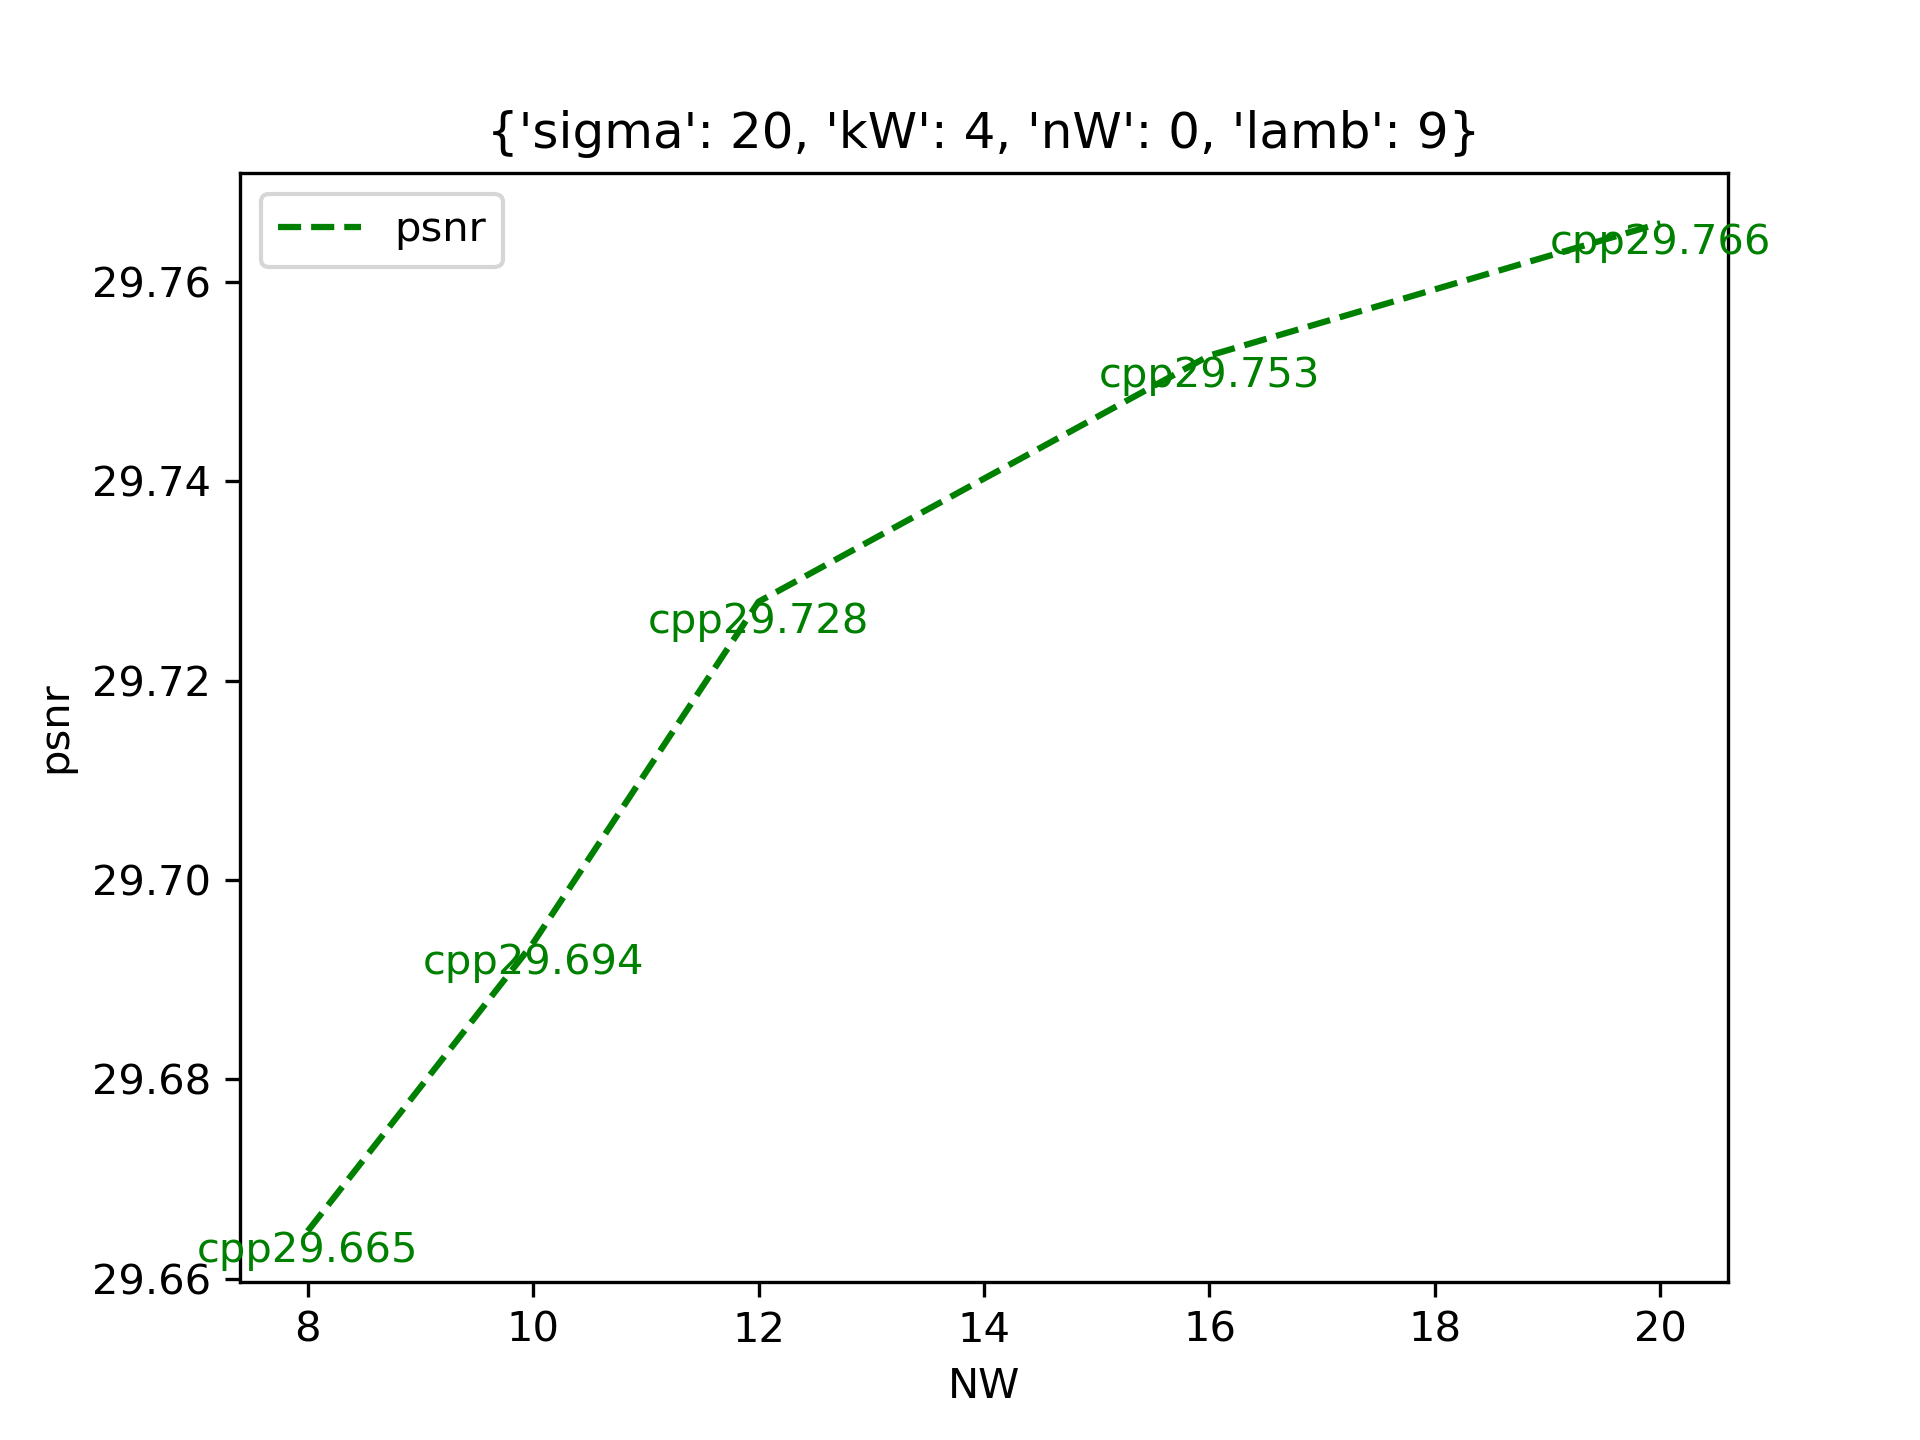 {'sigma': 20, 'kW': 4, 'nW': 0, 'lamb': 9}
psnr
cpp29.766
29.76
cpp29.753
29.74
cpp29.728
29.72
psnr
29.70
cpp29.694
29.68
cpp29.665
29.66
8 10 12 14 16 18 20
NW